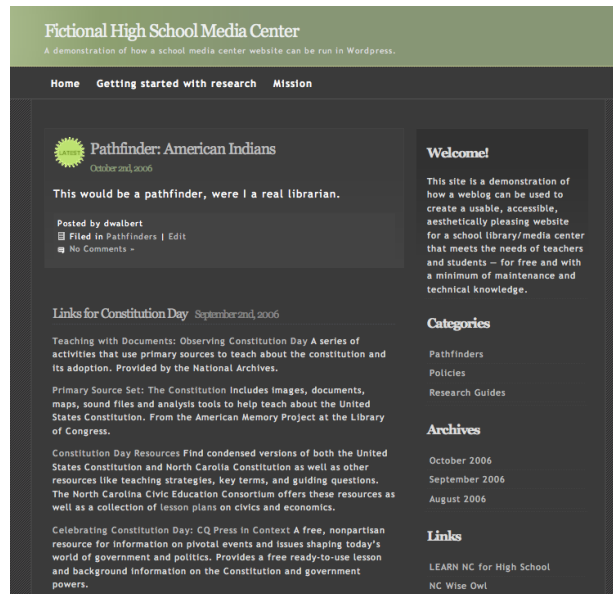 Fictional High School Media Center
A demonstration of how a school media center website can be run in Wordpress.
Home Getting started with research Mission
LATEST
Pathfinder: American Indians
October 2nd, 2006
This would be a pathfinder, were I a real librarian.
Posted by dwalbert
Filed in Pathfinders | Edit
No Comments »
Links for Constitution Day September 2nd, 2006
Teaching with Documents: Observing Constitution Day A series of
activities that use primary sources to teach about the constitution and
its adoption. Provided by the National Archives.
Primary Source Set: The Constitution Includes images, documents,
maps, sound files and analysis tools to help teach about the United
States Constitution. From the American Memory Project at the Library
of Congress.
Constitution Day Resources Find condensed versions of both the United
States Constitution and North Carolia Constitution as well as other
resources like teaching strategies, key terms, and guiding questions.
The North Carolina Civic Education Consortium offers these resources as
well as a collection of lesson plans on civics and economics.
Celebrating Constitution Day: CQ Press in Context A free, nonpartisan
resource for information on pivotal events and issues shaping today's
world of government and politics. Provides a free ready-to-use lesson
and background information on the Constitution and government
powers.
Welcome!
This site is a demonstration of
how a weblog can be used to
create a usable, accessible,
aesthetically pleasing website
for a school library/media center
that meets the needs of teachers
and students — for free and with
a minimum of maintenance and
technical knowledge.
Categories
Pathfinders
Policies
Research Guides
Archives
October 2006
September 2006
August 2006
Links
LEARN NC for High School
NC Wise Owl